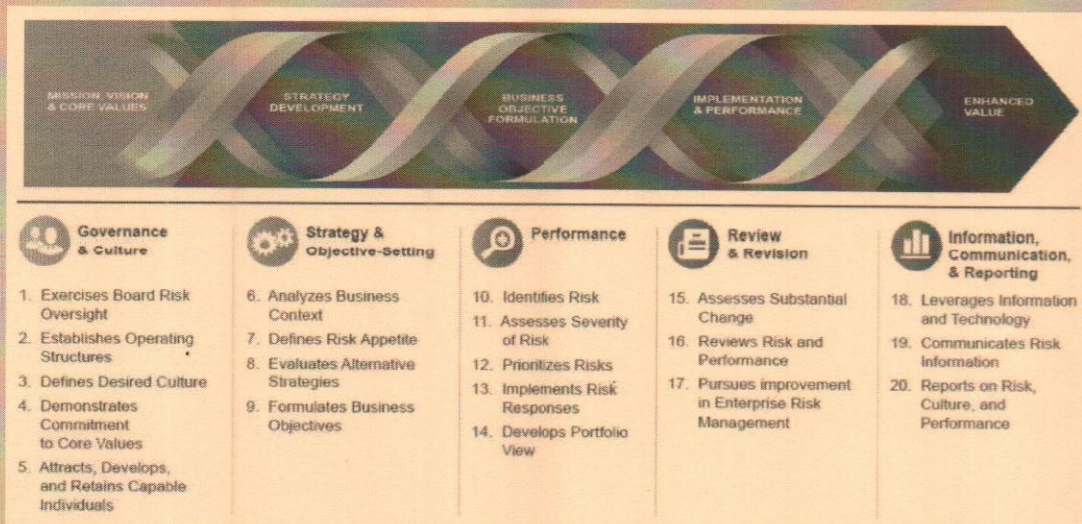 MISSION, VISION
& CORE VALUES
STRATEGY
DEVELOPMENT
BUSINESS
OBJECTIVE
FORMULATION
IMPLEMENTATION
& PERFORMANCE
ENHANCED
VALUE
Governance
& Culture
1. Exercises Board Risk
Oversight
2. Establishes Operating
Structures
3. Defines Desired Culture
4. Demonstrates
Commitment
to Core Values
5. Attracts, Develops,
and Retains Capable
Individuals
Strategy &
Objective-Setting
6. Analyzes Business
Context
7. Defines Risk Appetite
8. Evaluates Alternative
Strategies
9. Formulates Business
Objectives
Performance
10. Identifies Risk
11. Assesses Severity
of Risk
12. Prioritizes Risks
13. Implements Risk
Responses
14. Develops Portfolio
View
Review
& Revision
15. Assesses Substantial
Change
16. Reviews Risk and
Performance
17. Pursues improvement
in Enterprise Risk
Management
Information,
Communication,
& Reporting
18. Leverages Information
and Technology
19. Communicates Risk
Information
20. Reports on Risk,
Culture, and
Performance